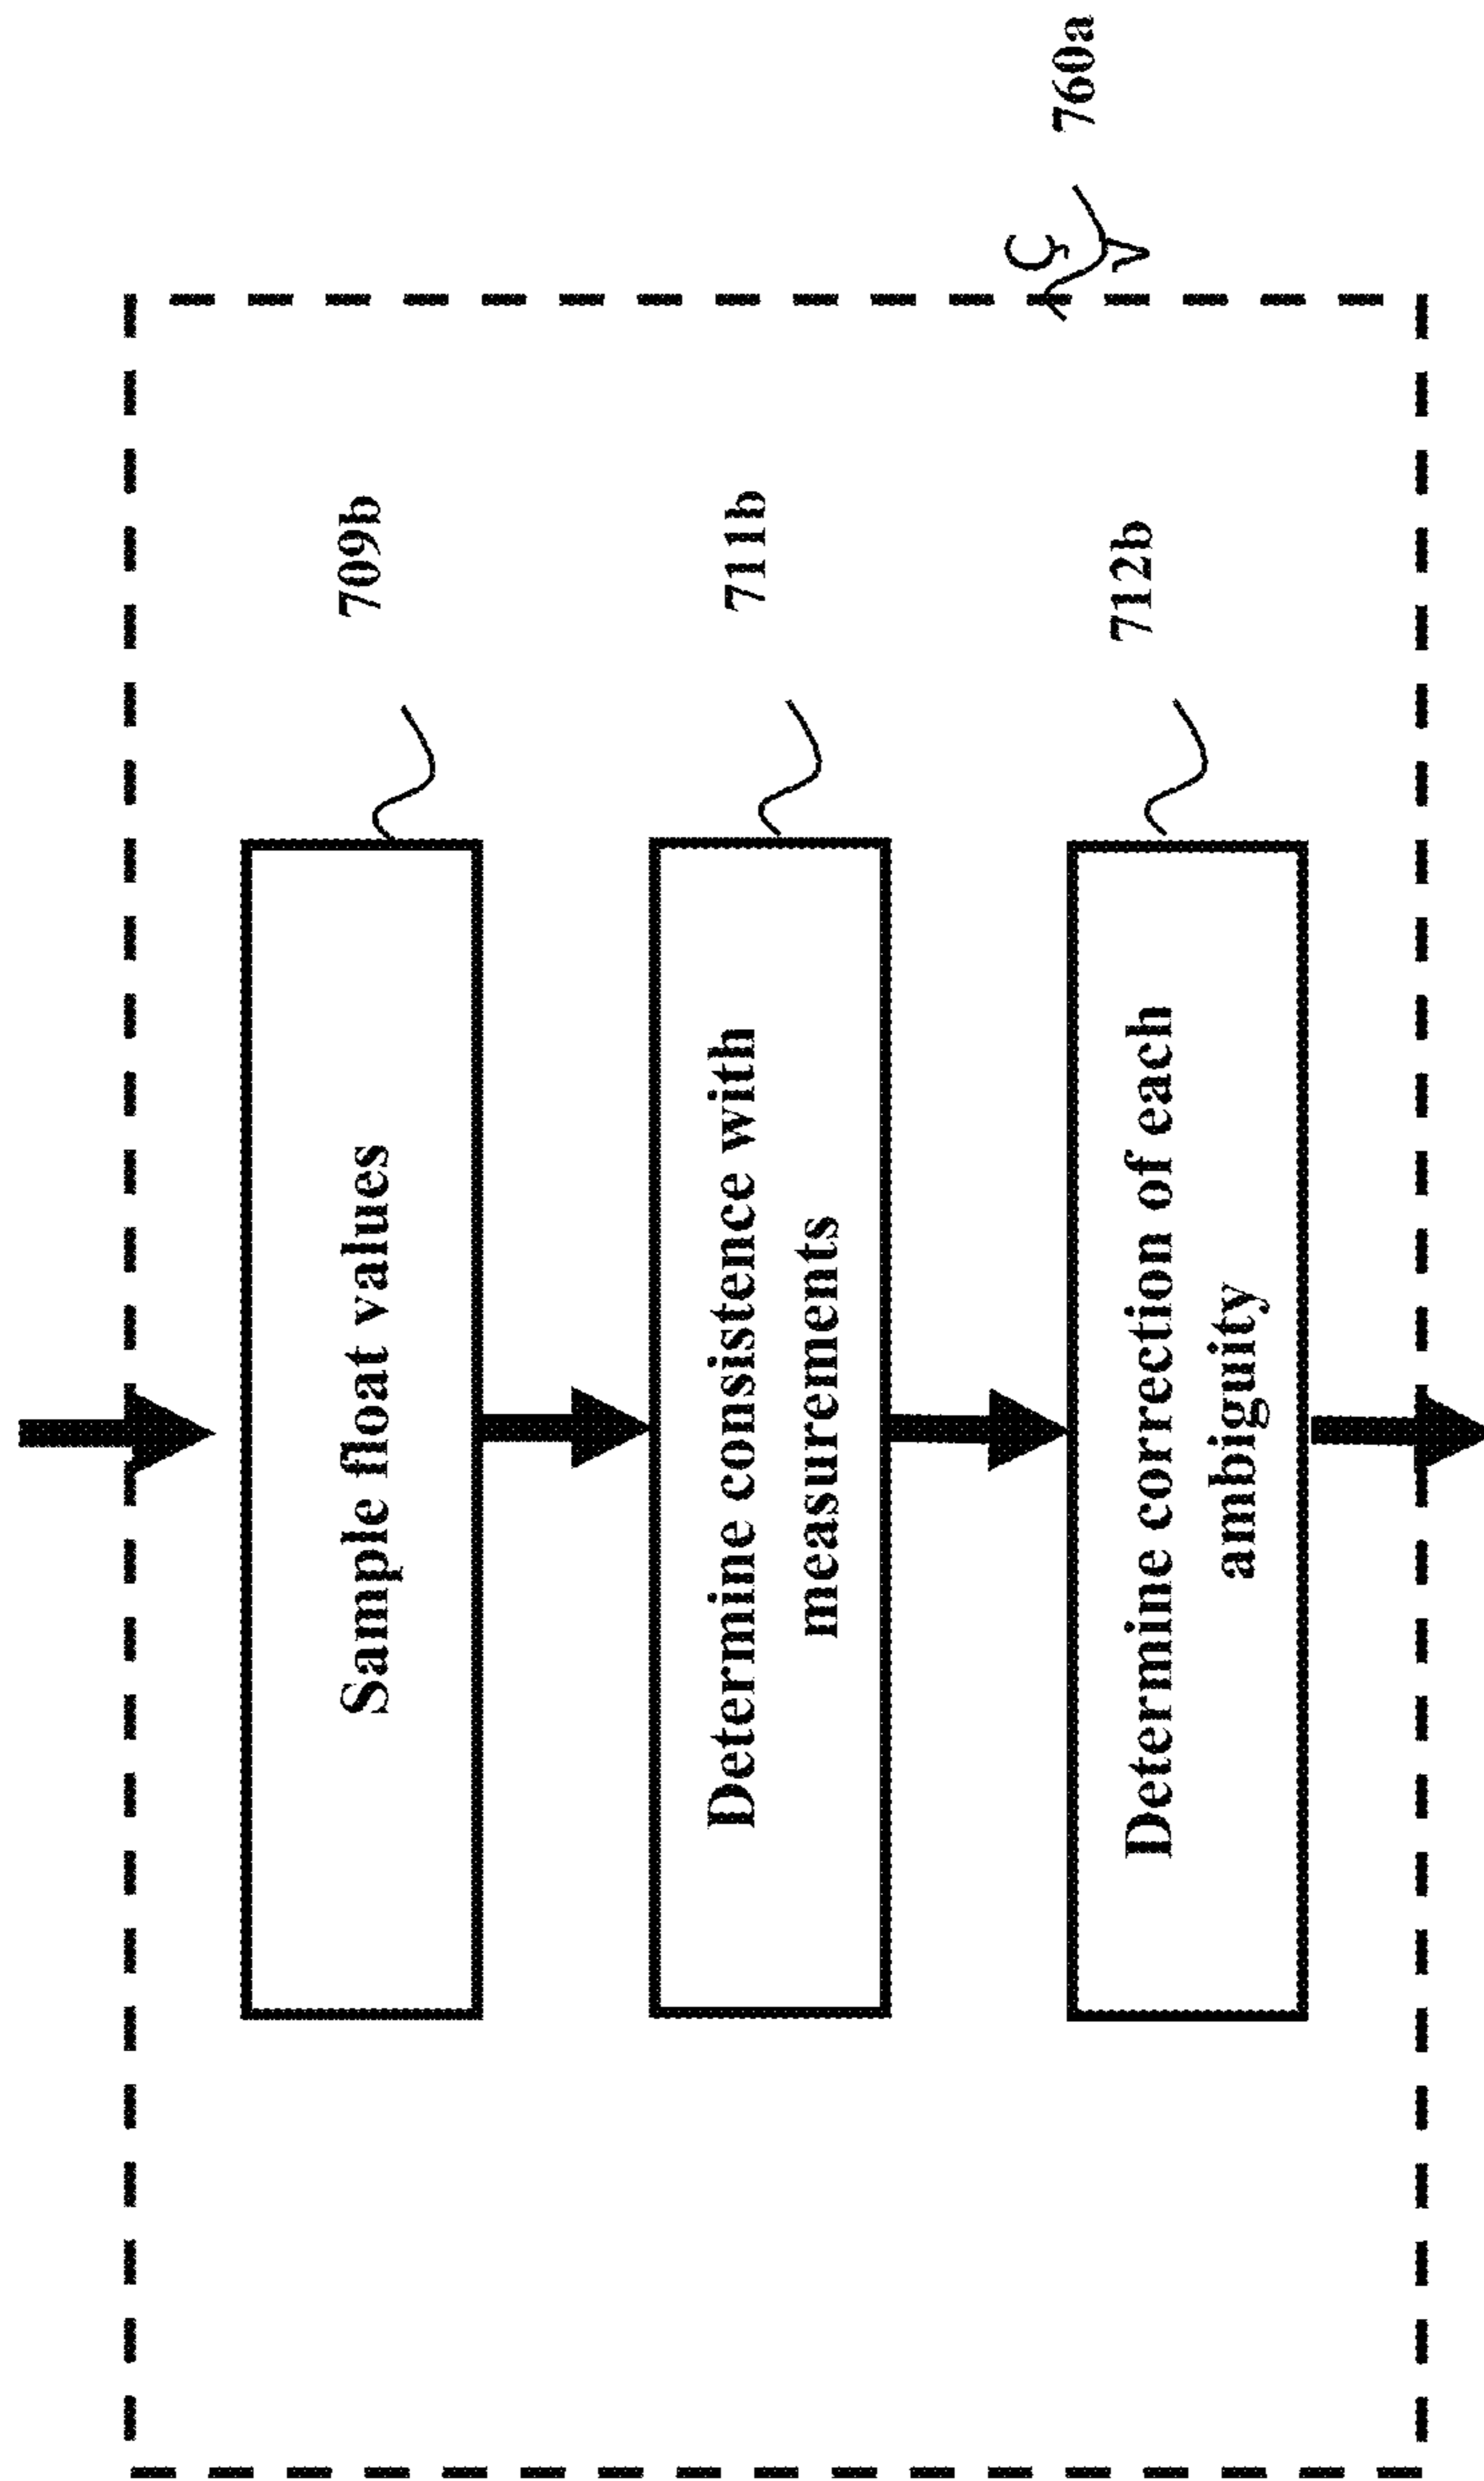 709b
Sample float values
711b
Determine consistence with
measurements
712b
Determine correction of each
ambiguity
760a